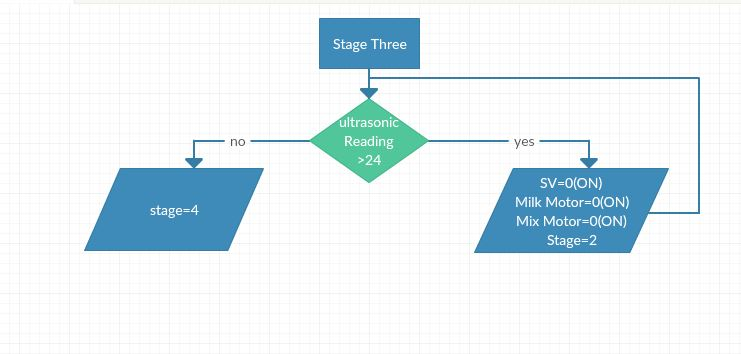 Stage Three
ultrasonic
Reading
>24
no
yes
stage=4
SV=0(ON)
Milk Motor=0(ON)
Mix Motor=0(ON)
Stage=2